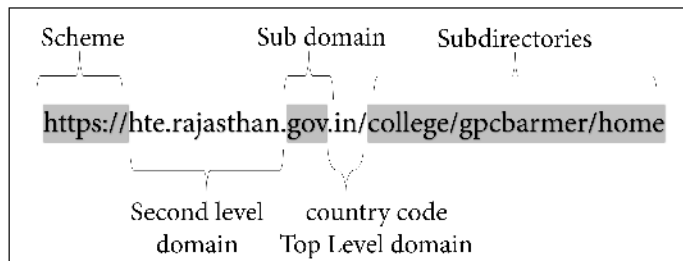 Scheme Sub domain Subdirectories
https://hte.rajasthan.gov.in/college/gpcbarmer/home
Second level country code
domain Top Level domain